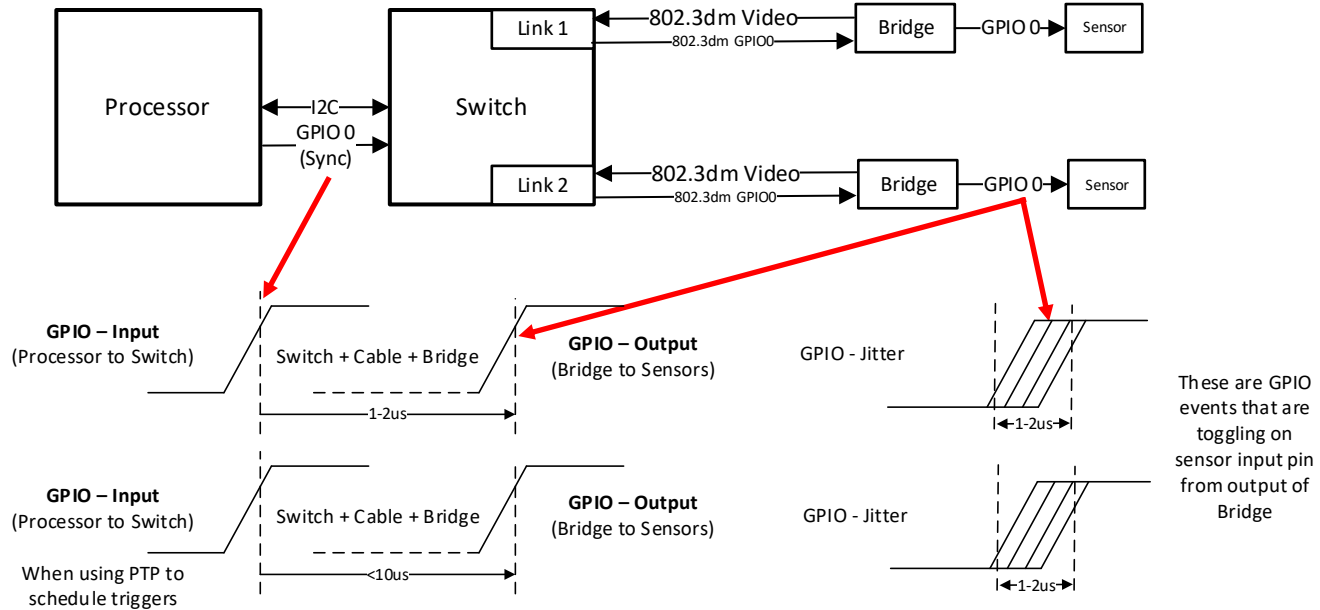 Link 1
802.3dm Video
802.3dm GPIO0
Bridge
GPIO 0
Sensor
Processor
I2C
GPIO 0
(Sync)
Switch
Link 2
802.3dm Video
802.3dm GPIO0
Bridge
GPIO 0
Sensor
GPIO – Input
(Processor to Switch)
Switch + Cable + Bridge
1-2us
GPIO – Output
(Bridge to Sensors)
GPIO - Jitter
1-2us
These are GPIO
events that are
toggling on
sensor input pin
from output of
Bridge
GPIO – Input
(Processor to Switch)
Switch + Cable + Bridge
<10us
GPIO – Output
(Bridge to Sensors)
GPIO - Jitter
1-2us
When using PTP to
schedule triggers